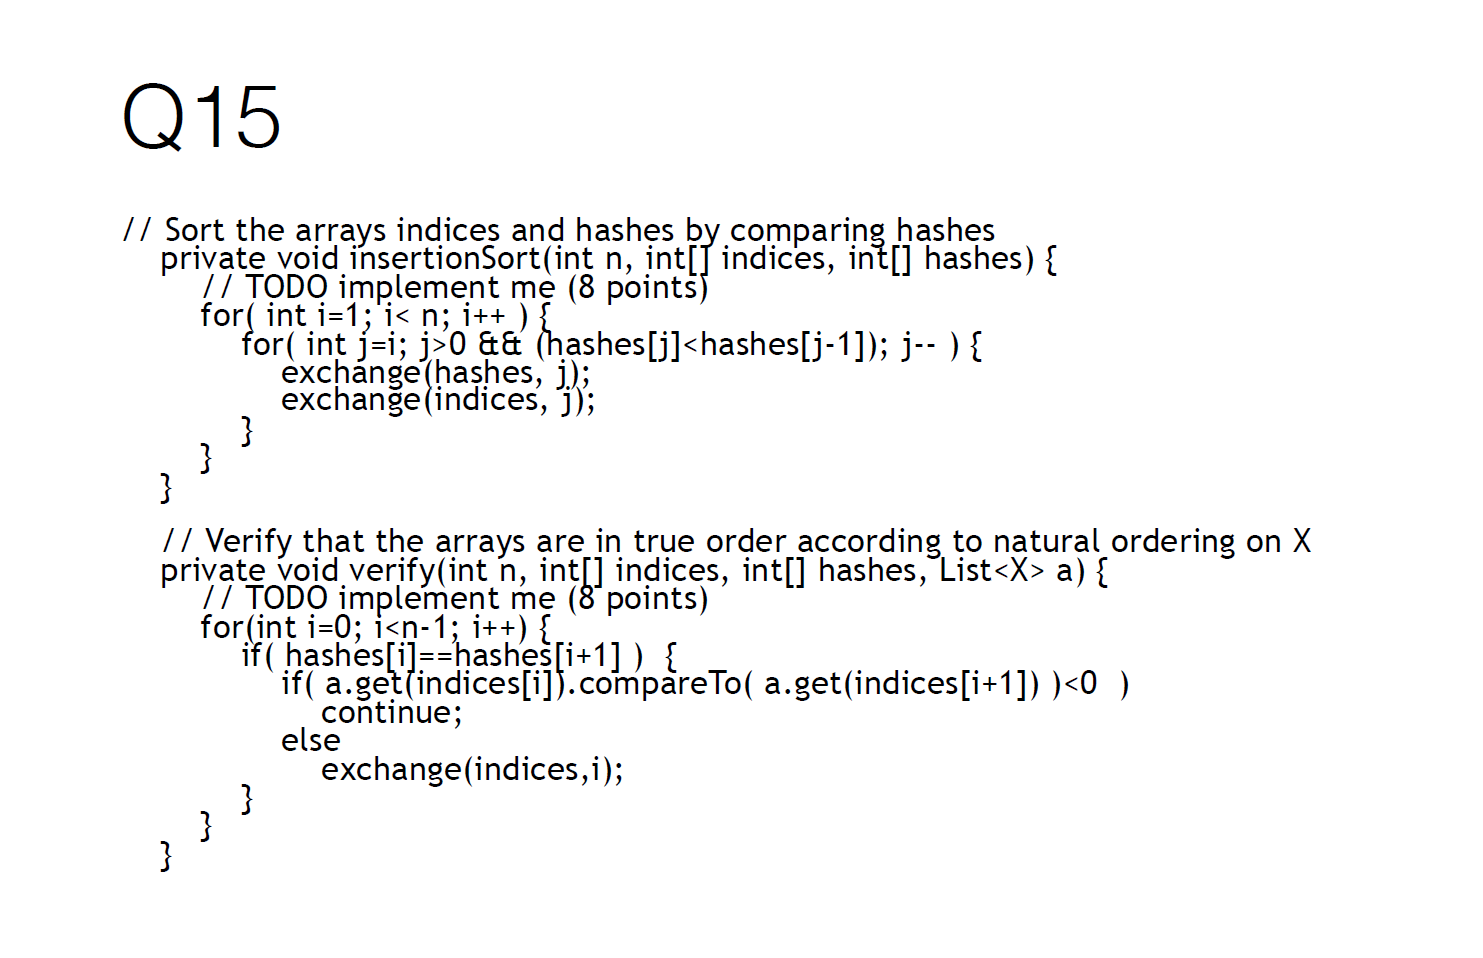 Q15
// Sort the arrays indices and hashes by comparing hashes
private void insertionSort(int n, int[] indices, int[] hashes) {
// TODO implement me (8 points)
for( int i=1; i< n; i++ ) {
for( int j=i; j>0 && (hashes[j]<hashes[j-1]); j-- ) {
exchange(hashes, j);
exchange(indices, j);
}
}
}
// Verify that the arrays are in true order according to natural ordering on X
private void verify(int n, int[] indices, int[] hashes, List<X> a) {
// TODO implement me (8 points)
for(int i=0; i<n-1; i++) {
if( hashes[i]==hashes[i+1] )  {
if( a.get(indices[i]).compareTo( a.get(indices[i+1]) )<0  )
continue;
else
exchange(indices,i);
}
}
}